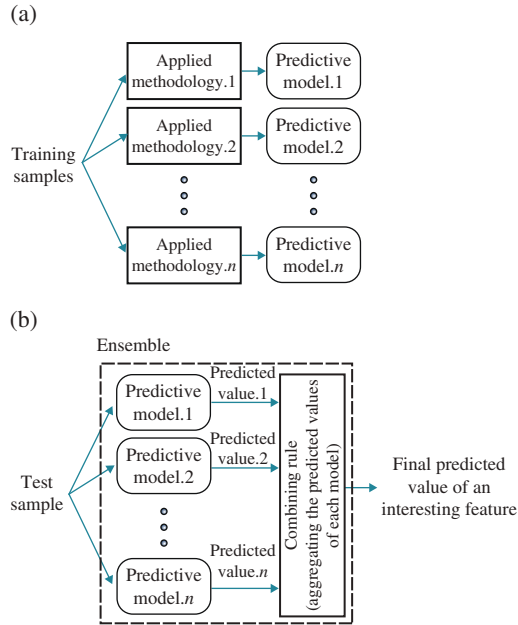 (a)
Applied
methodology.1
Predictive
model.1
Applied
methodology.2
Predictive
model.2
Training
samples
Applied
methodology.n
Predictive
model.n
(b)
Ensemble
Predictive
model.1
Predicted
value.1
Predictive
model.2
Predicted
value.2
Test
sample
Predictive
model.n
Predicted
value.n
Combining rule
(aggregating the predicted values
of each model)
Final predicted
value of an
interesting feature